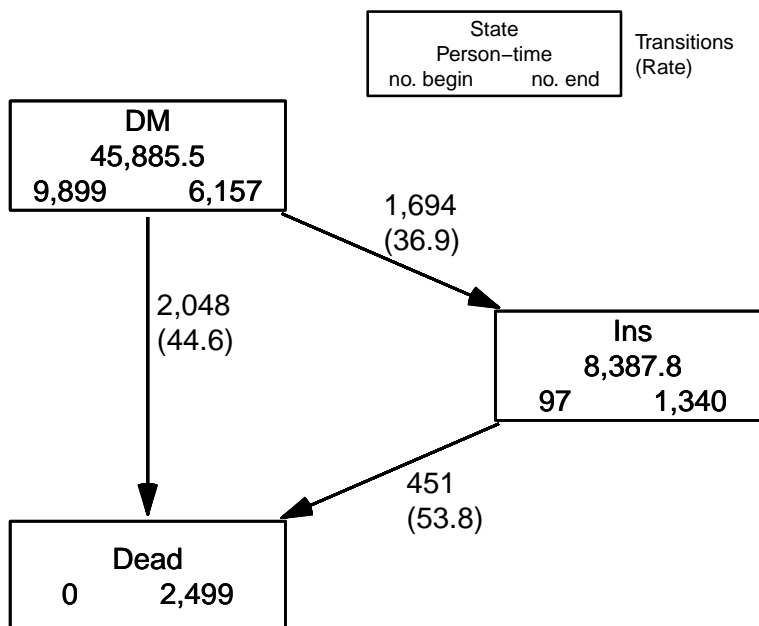 State
Person−time
no. begin no. end
Transitions
(Rate)
DM
45,885.5
9,899 6,157
1,694
(36.9)
2,048
(44.6)
Ins
8,387.8
97 1,340
451
(53.8)
Dead
0 2,499